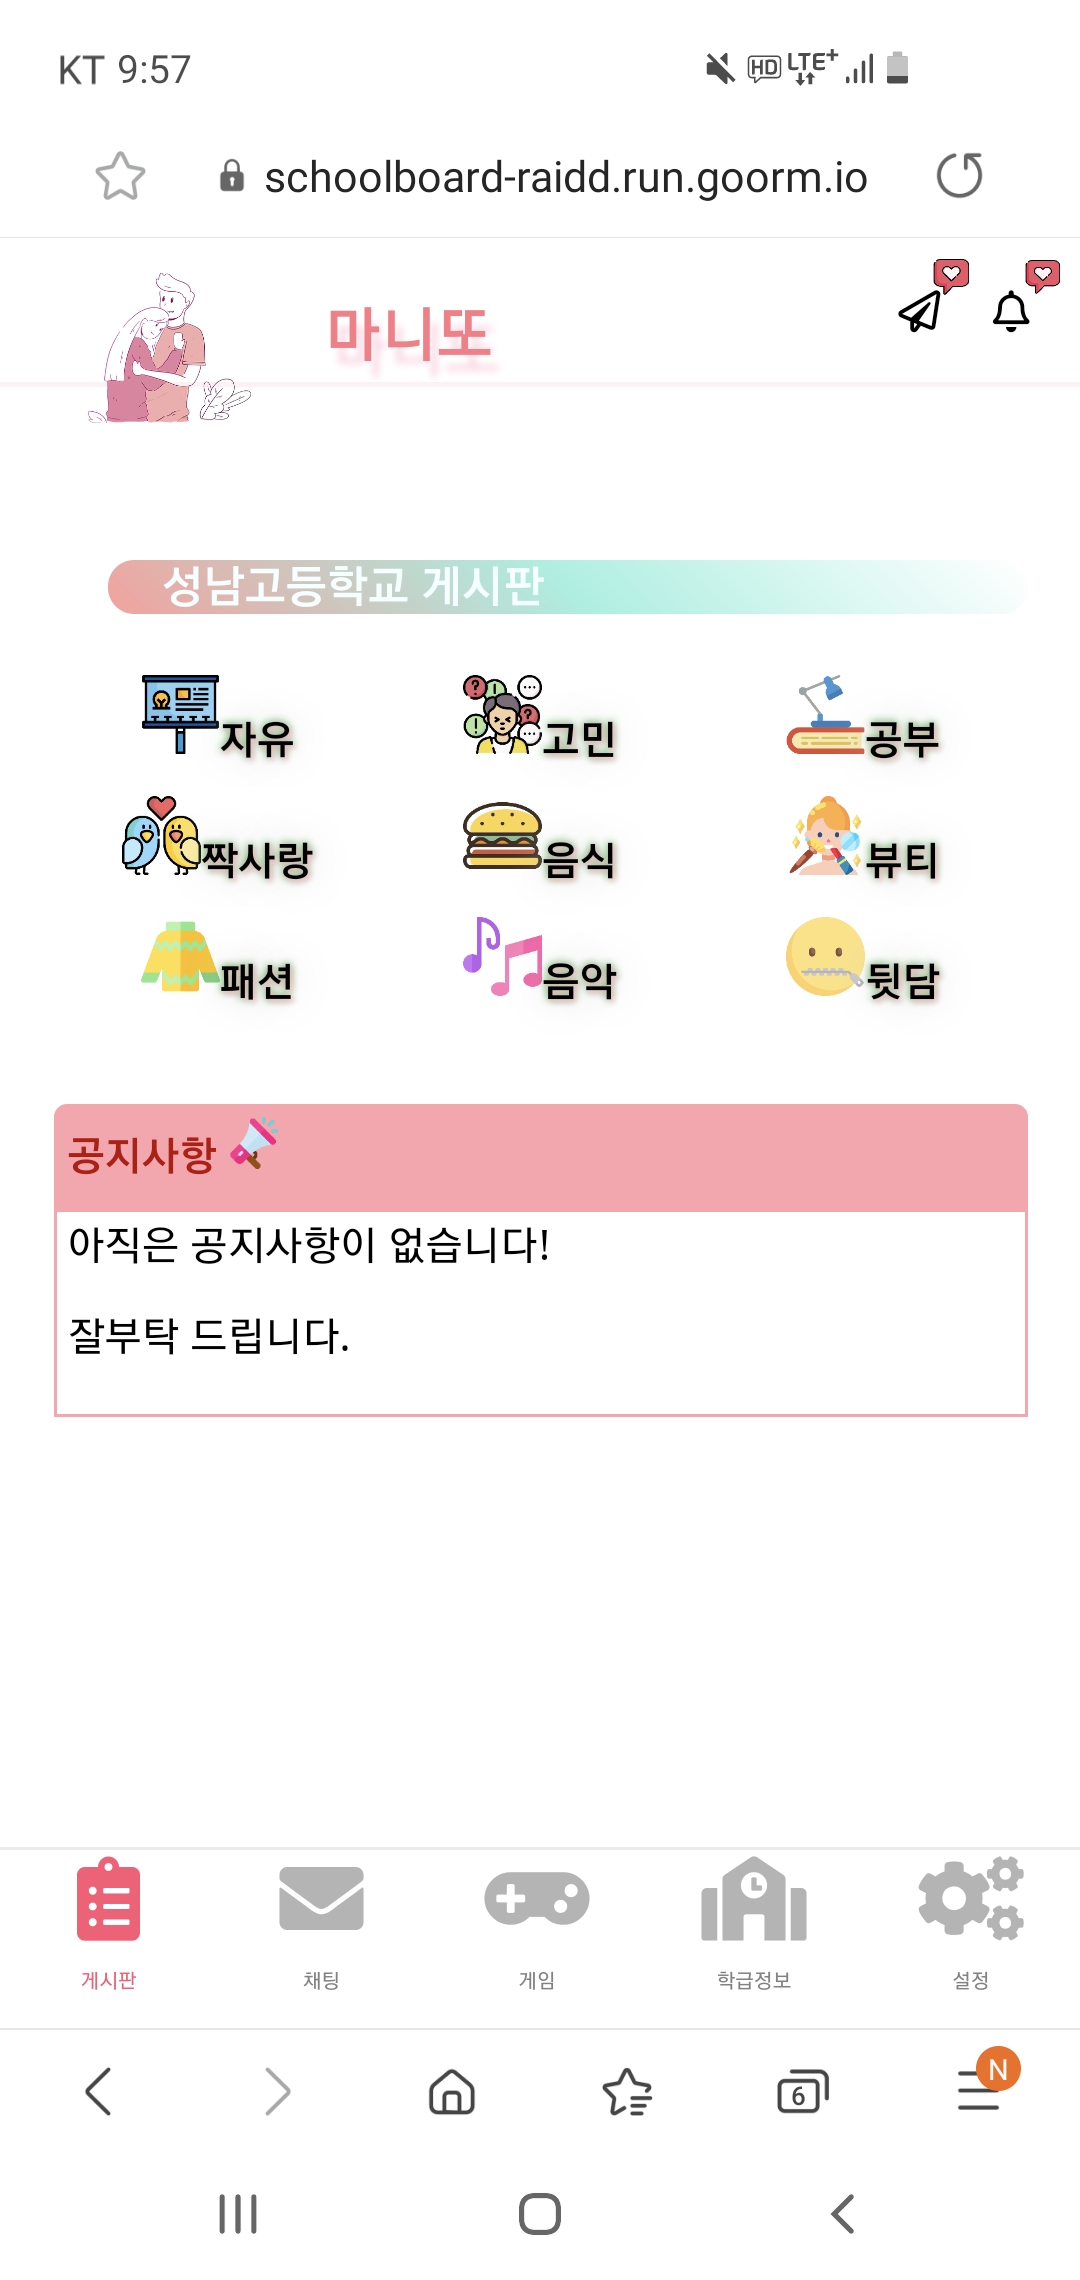 KT 9:57
HD LTE+
schoolboard-raidd.run.goorm.io
마니또
성남고등학교 게시판
자유 고민 공부
짝사랑 음식 뷰티
패션 음악 뒷담
공지사항
아직은 공지사항이 없습니다!
잘부탁 드립니다.
게시판 채팅 게임 학급정보 설정
6 N